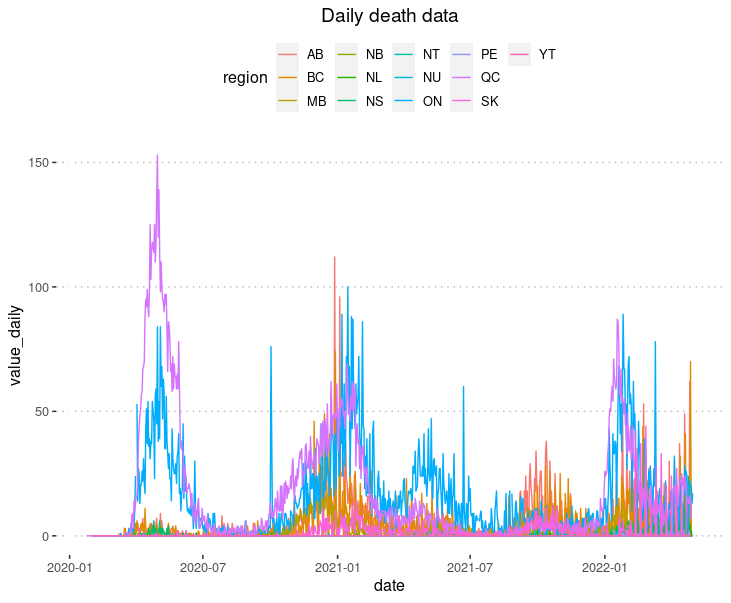 Daily death data
AB NB NT PE YT
region BC NL NU QC
MB NS ON SK
150
100
50
0
value_daily
2020-01 2020-07 2021-01 2021-07 2022-01
date